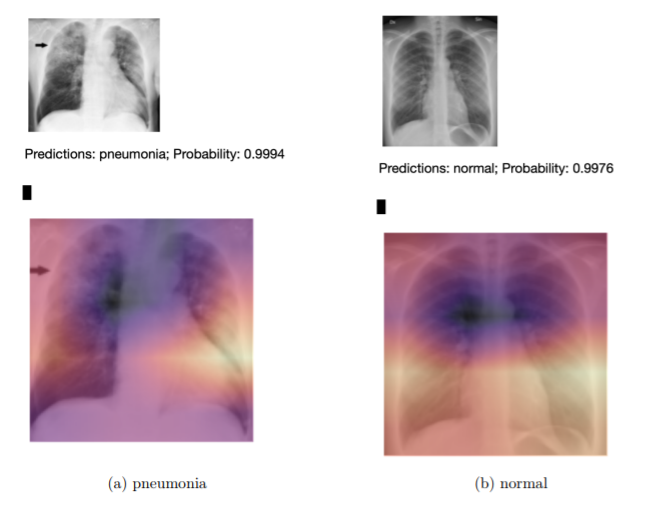 Predictions: pneumonia; Probability: 0.9994
Predictions: normal; Probability: 0.9976
(a) pneumonia
(b) normal